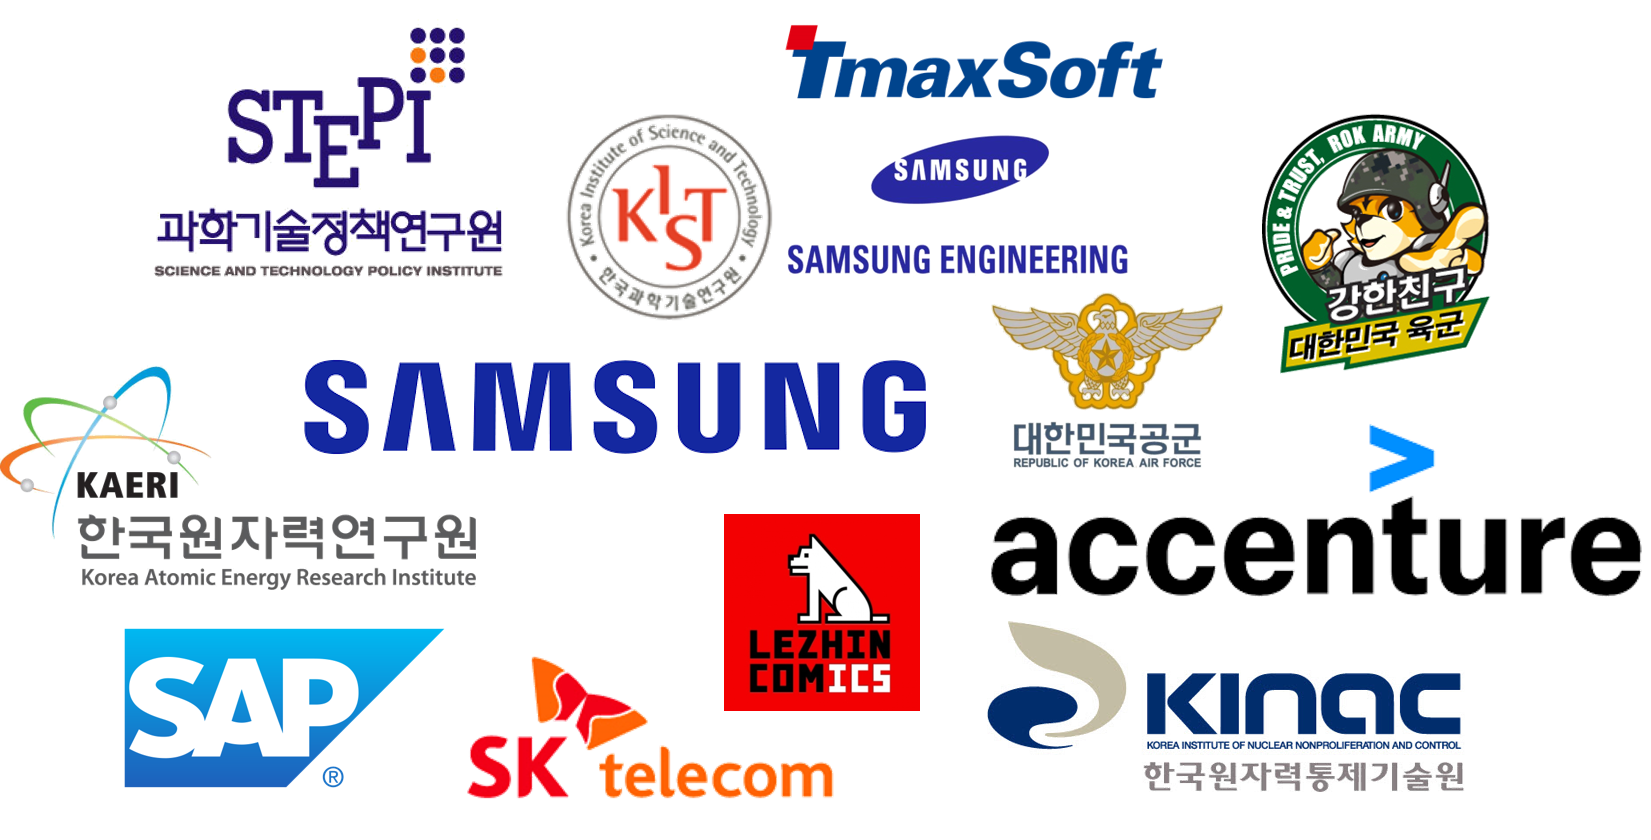 STEPI
과학기술정책연구원
SCIENCE AND TECHNOLOGY POLICY INSTITUTE
Korea Institute of Science and Technology
KIST
한국과학기술연구원
TmaxSoft
SAMSUNG
SAMSUNG ENGINEERING
PRIDE & TRUST, ROK ARMY
강한친구
대한민국 육군
SAMSUNG
대한민국공군
REPUBLIC OF KOREA AIR FORCE
KAERI
한국원자력연구원
Korea Atomic Energy Research Institute
>
accenture
LEZHIN
COMICS
SAP
®
SK telecom
KINAC
KOREA INSTITUTE OF NUCLEAR NONPROLIFERATION AND CONTROL
한국원자력통제기술원